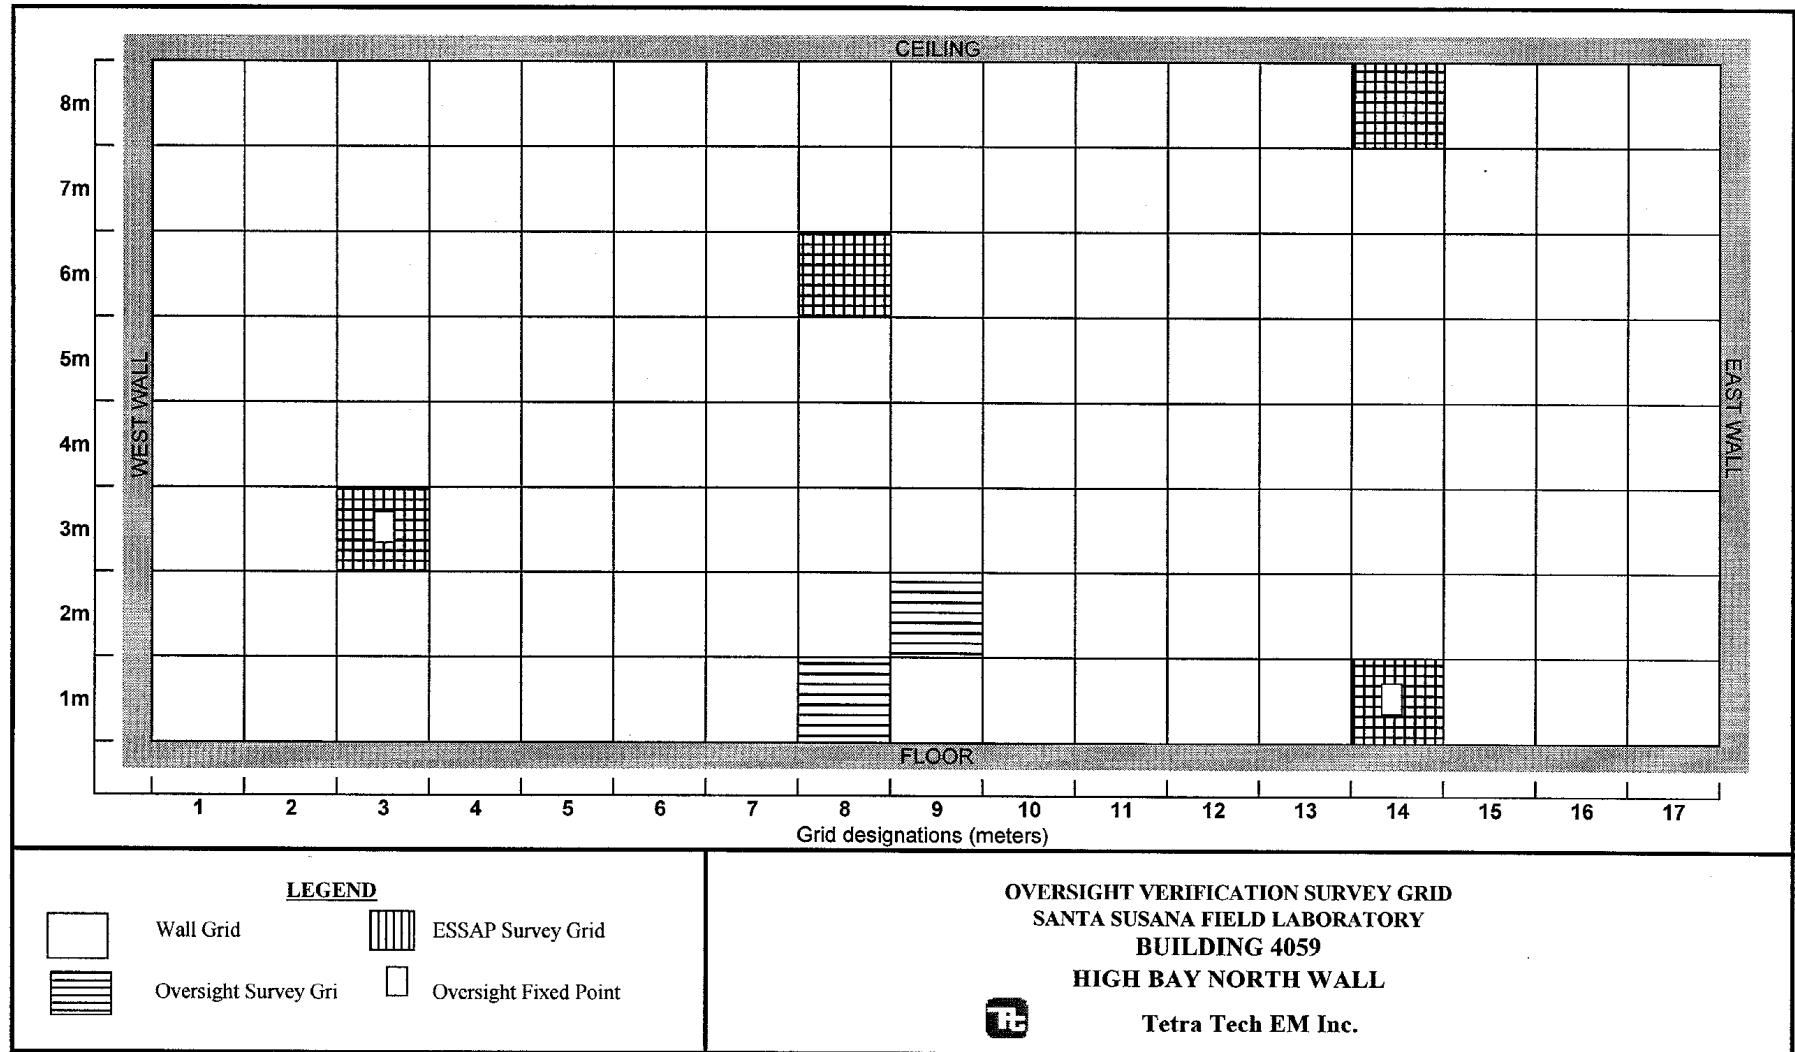 CEILING
8m
7m
6m
5m
4m
3m
2m
1m
WEST WALL
EAST WALL
FLOOR
1 2 3 4 5 6 7 8 9 10 11 12 13 14 15 16 17
Grid designations (meters)
LEGEND
Wall Grid
ESSAP Survey Grid
Oversight Survey Gri
Oversight Fixed Point
OVERSIGHT VERIFICATION SURVEY GRID
SANTA SUSANA FIELD LABORATORY
BUILDING 4059
HIGH BAY NORTH WALL
Tt
Tetra Tech EM Inc.